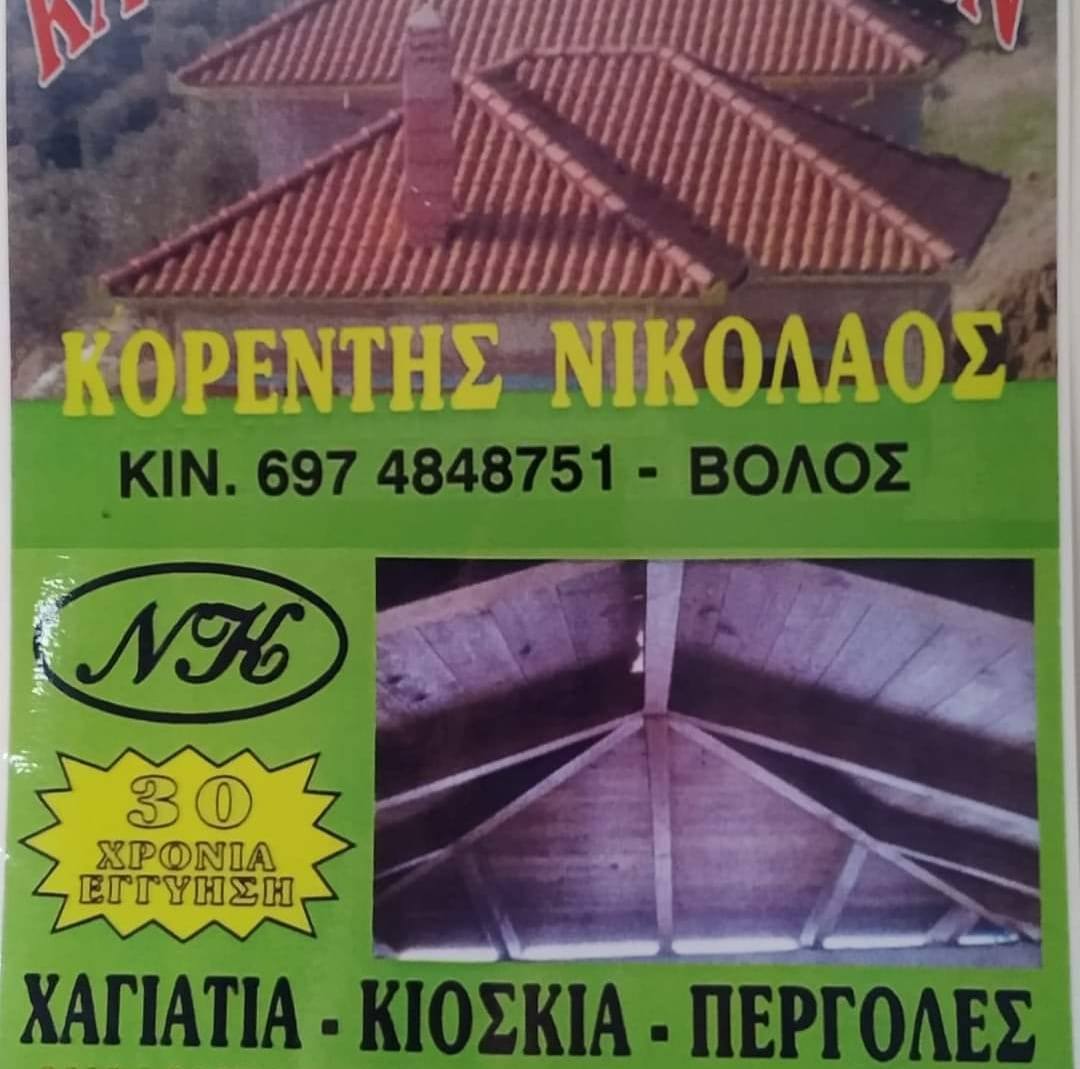 ΚΟΡΕΝΤΗΣ ΝΙΚΟΛΑΟΣ
ΚΙΝ. 697 4848751 - ΒΟΛΟΣ
NK
30
ΧΡΟΝΙΑ
ΕΓΓΥΗΣΗ
ΧΑΓΙΑΤΙΑ - ΚΙΟΣΚΙΑ - ΠΕΡΓΟΛΕΣ